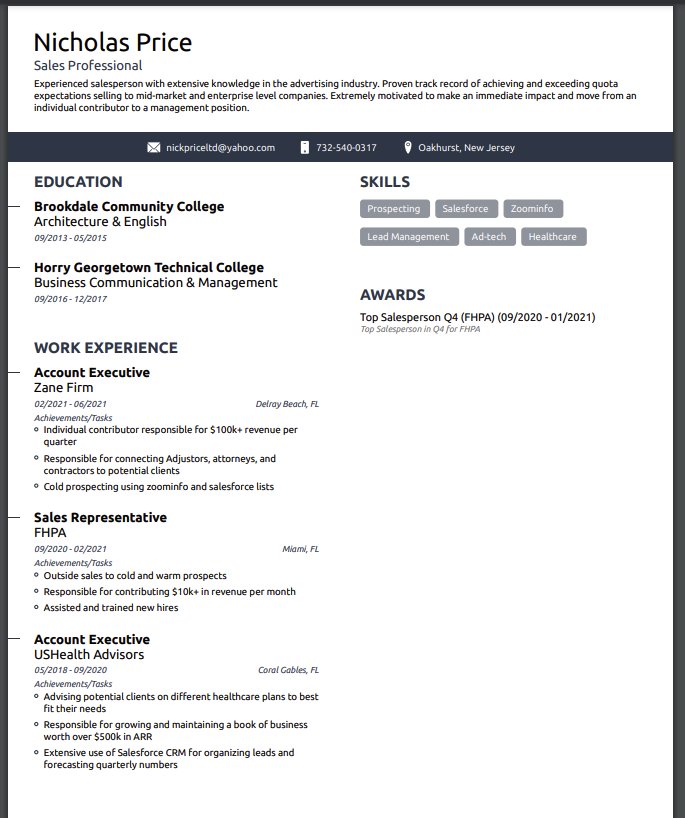 Nicholas Price
Sales Professional
Experienced salesperson with extensive knowledge in the advertising industry. Proven track record of achieving and exceeding quota
expectations selling to mid-market and enterprise level companies. Extremely motivated to make an immediate impact and move from an
individual contributor to a management position.
nickpriceltd@yahoo.com 732-540-0317 Oakhurst, New Jersey
EDUCATION
Brookdale Community College
Architecture & English
09/2013 - 05/2015
Horry Georgetown Technical College
Business Communication & Management
09/2016 - 12/2017
WORK EXPERIENCE
Account Executive
Zane Firm
02/2021 - 06/2021 Delray Beach, FL
Achievements/Tasks
Individual contributor responsible for $100k+ revenue per
quarter
Responsible for connecting Adjustors, attorneys, and
contractors to potential clients
Cold prospecting using zoominfo and salesforce lists
Sales Representative
FHPA
09/2020 - 02/2021 Miami, FL
Achievements/Tasks
Outside sales to cold and warm prospects
Responsible for contributing $10k+ in revenue per month
Assisted and trained new hires
Account Executive
USHealth Advisors
05/2018 - 09/2020 Coral Gables, FL
Achievements/Tasks
Advising potential clients on different healthcare plans to best
fit their needs
Responsible for growing and maintaining a book of business
worth over $500k in ARR
Extensive use of Salesforce CRM for organizing leads and
forecasting quarterly numbers
SKILLS
Prospecting Salesforce Zoominfo
Lead Management Ad-tech Healthcare
AWARDS
Top Salesperson Q4 (FHPA) (09/2020 - 01/2021)
Top Salesperson in Q4 for FHPA